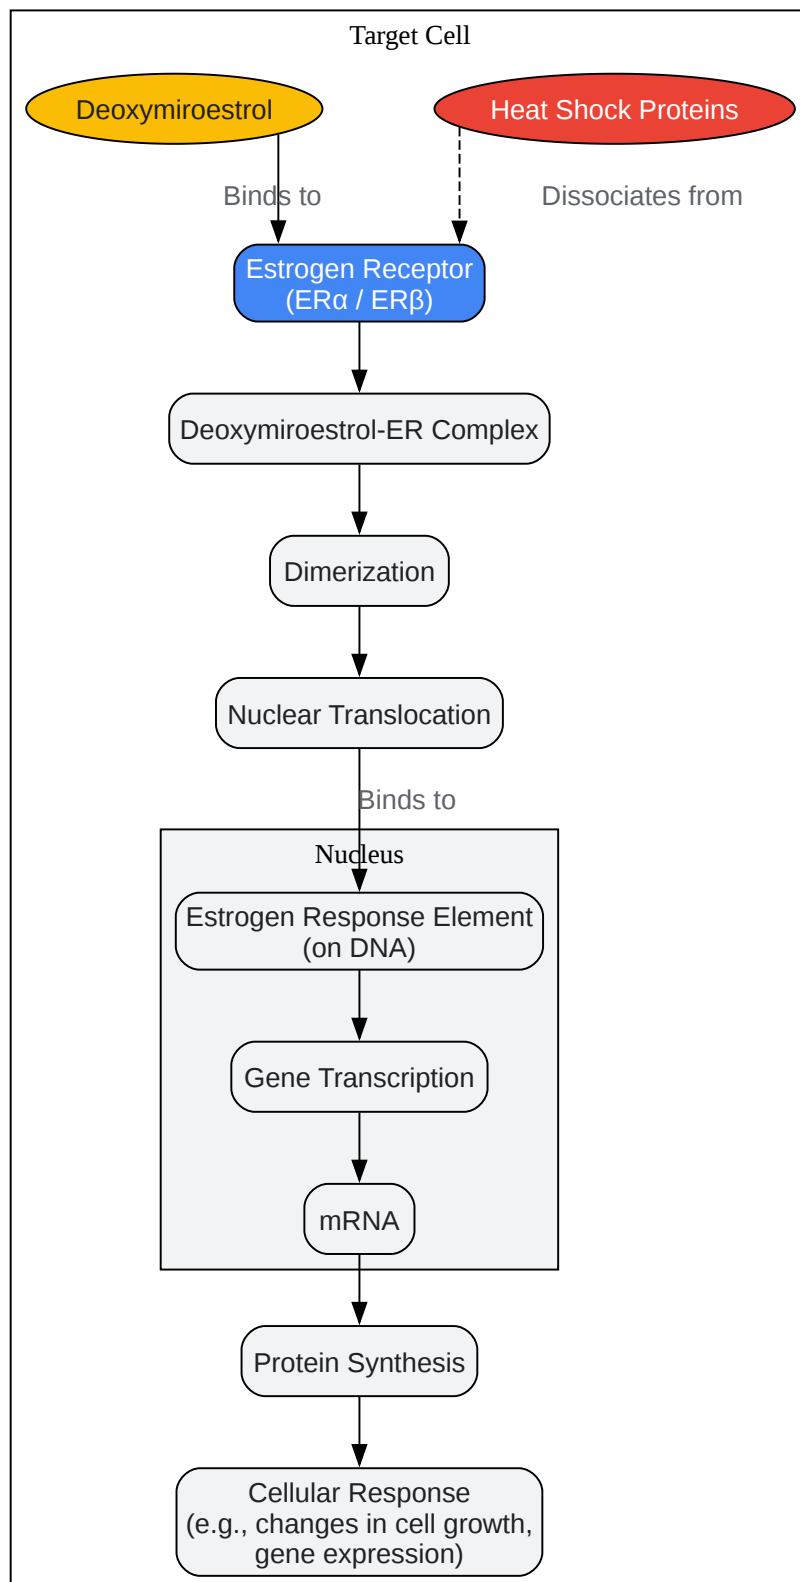 Target Cell
Deoxymiroestrol
Heat Shock Proteins
Binds to
Dissociates from
Estrogen Receptor
(ERα / ERβ)
Deoxymiroestrol-ER Complex
Dimerization
Nuclear Translocation
Binds to
Nucleus
Estrogen Response Element
(on DNA)
Gene Transcription
mRNA
Protein Synthesis
Cellular Response
(e.g., changes in cell growth,
gene expression)